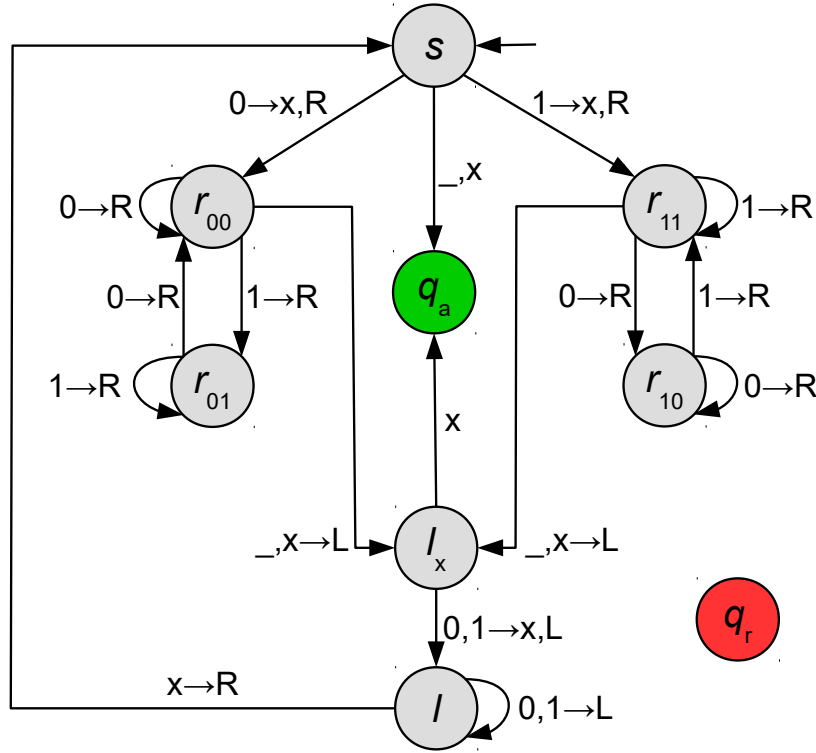 s
0→x,R
1→x,R
_,x
0→R
r00
r11
1→R
0→R
1→R
qa
0→R
1→R
1→R
r01
r10
0→R
x
_,x→L
lx
_,x→L
qr
0,1→x,L
x→R
l
0,1→L